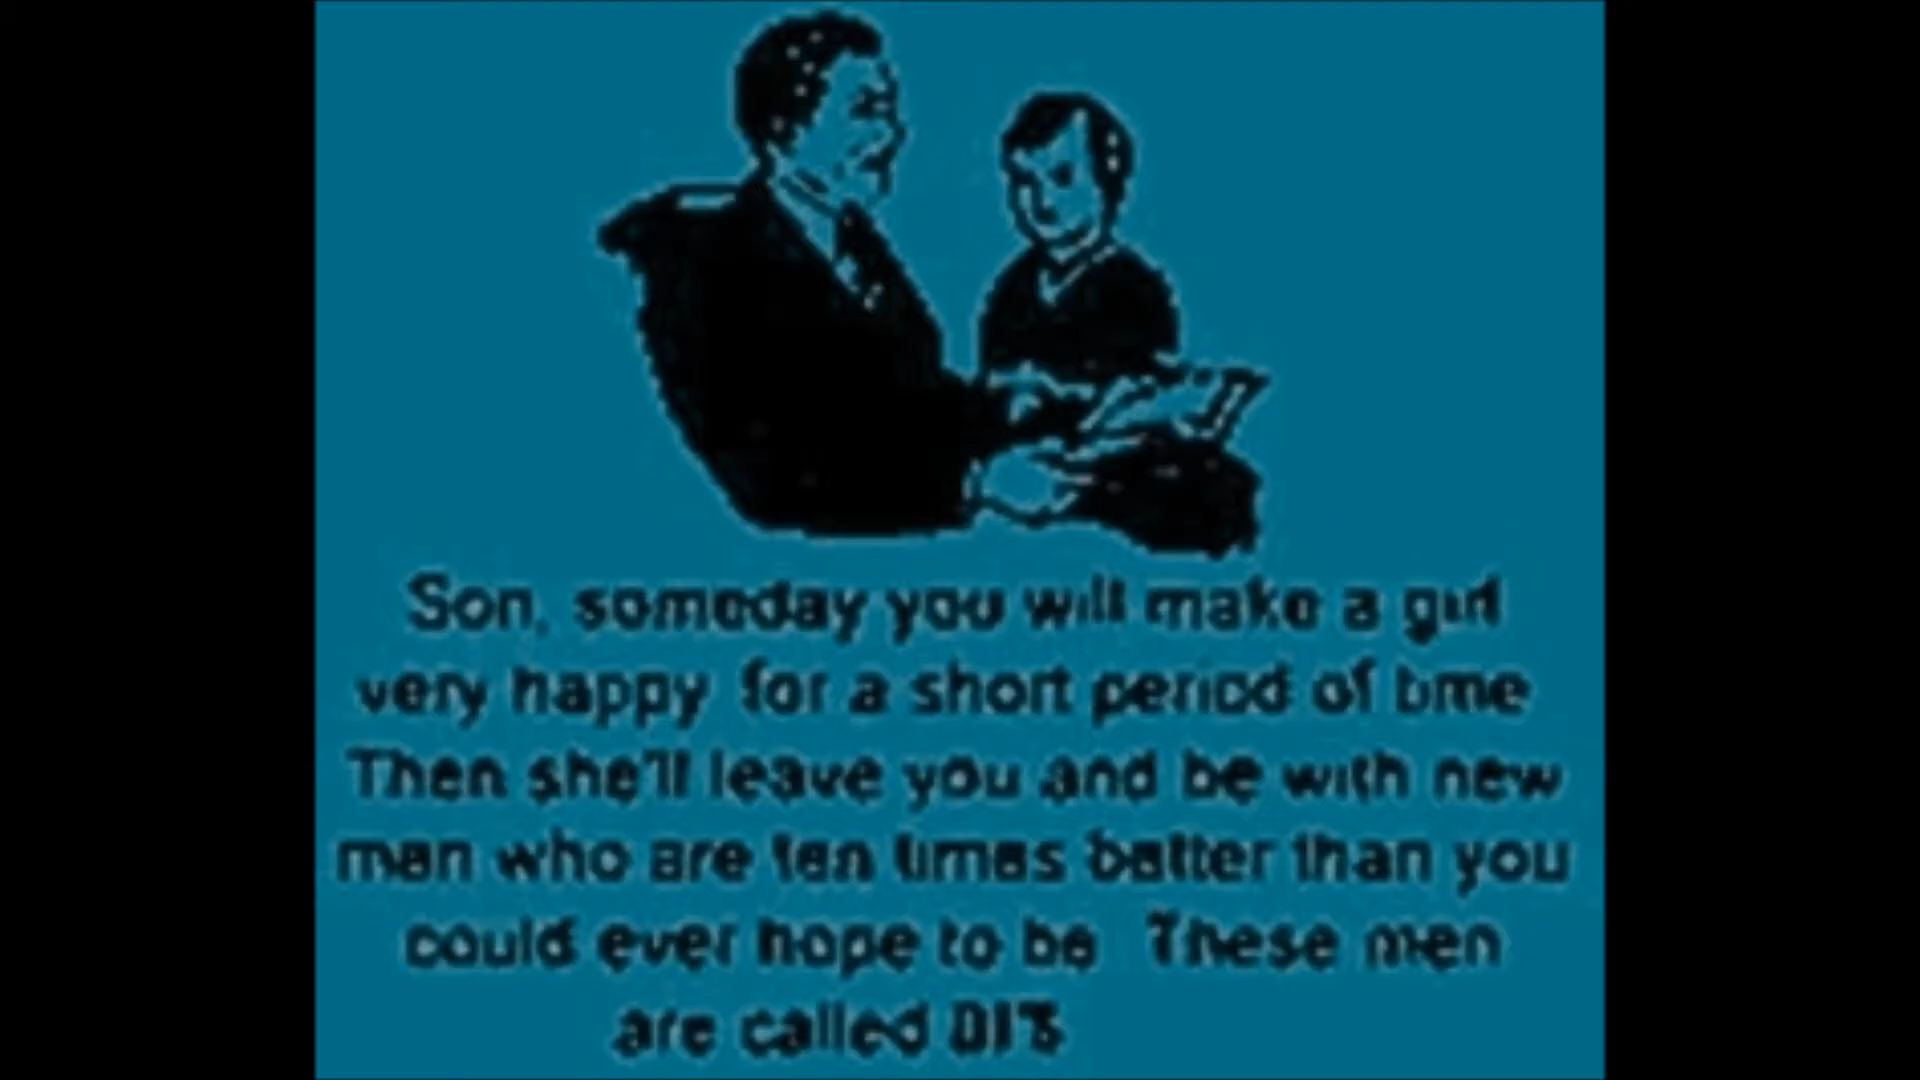 Son, someday you will make a girl
very happy for a short period of time
Then she'll leave you and be with new
men who are ten times better than you
could ever hope to be These men
are called DJ's